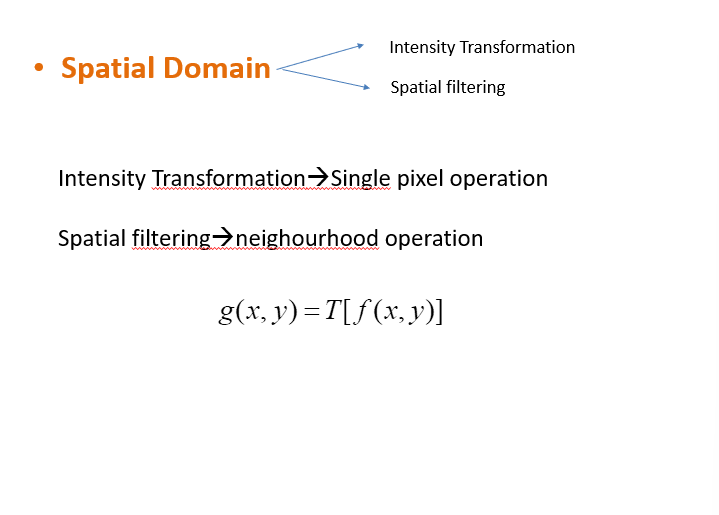 • Spatial Domain
Intensity Transformation
Spatial filtering
Intensity Transformation→Single pixel operation
Spatial filtering→neighourhood operation
g(x, y) = T[f(x, y)]